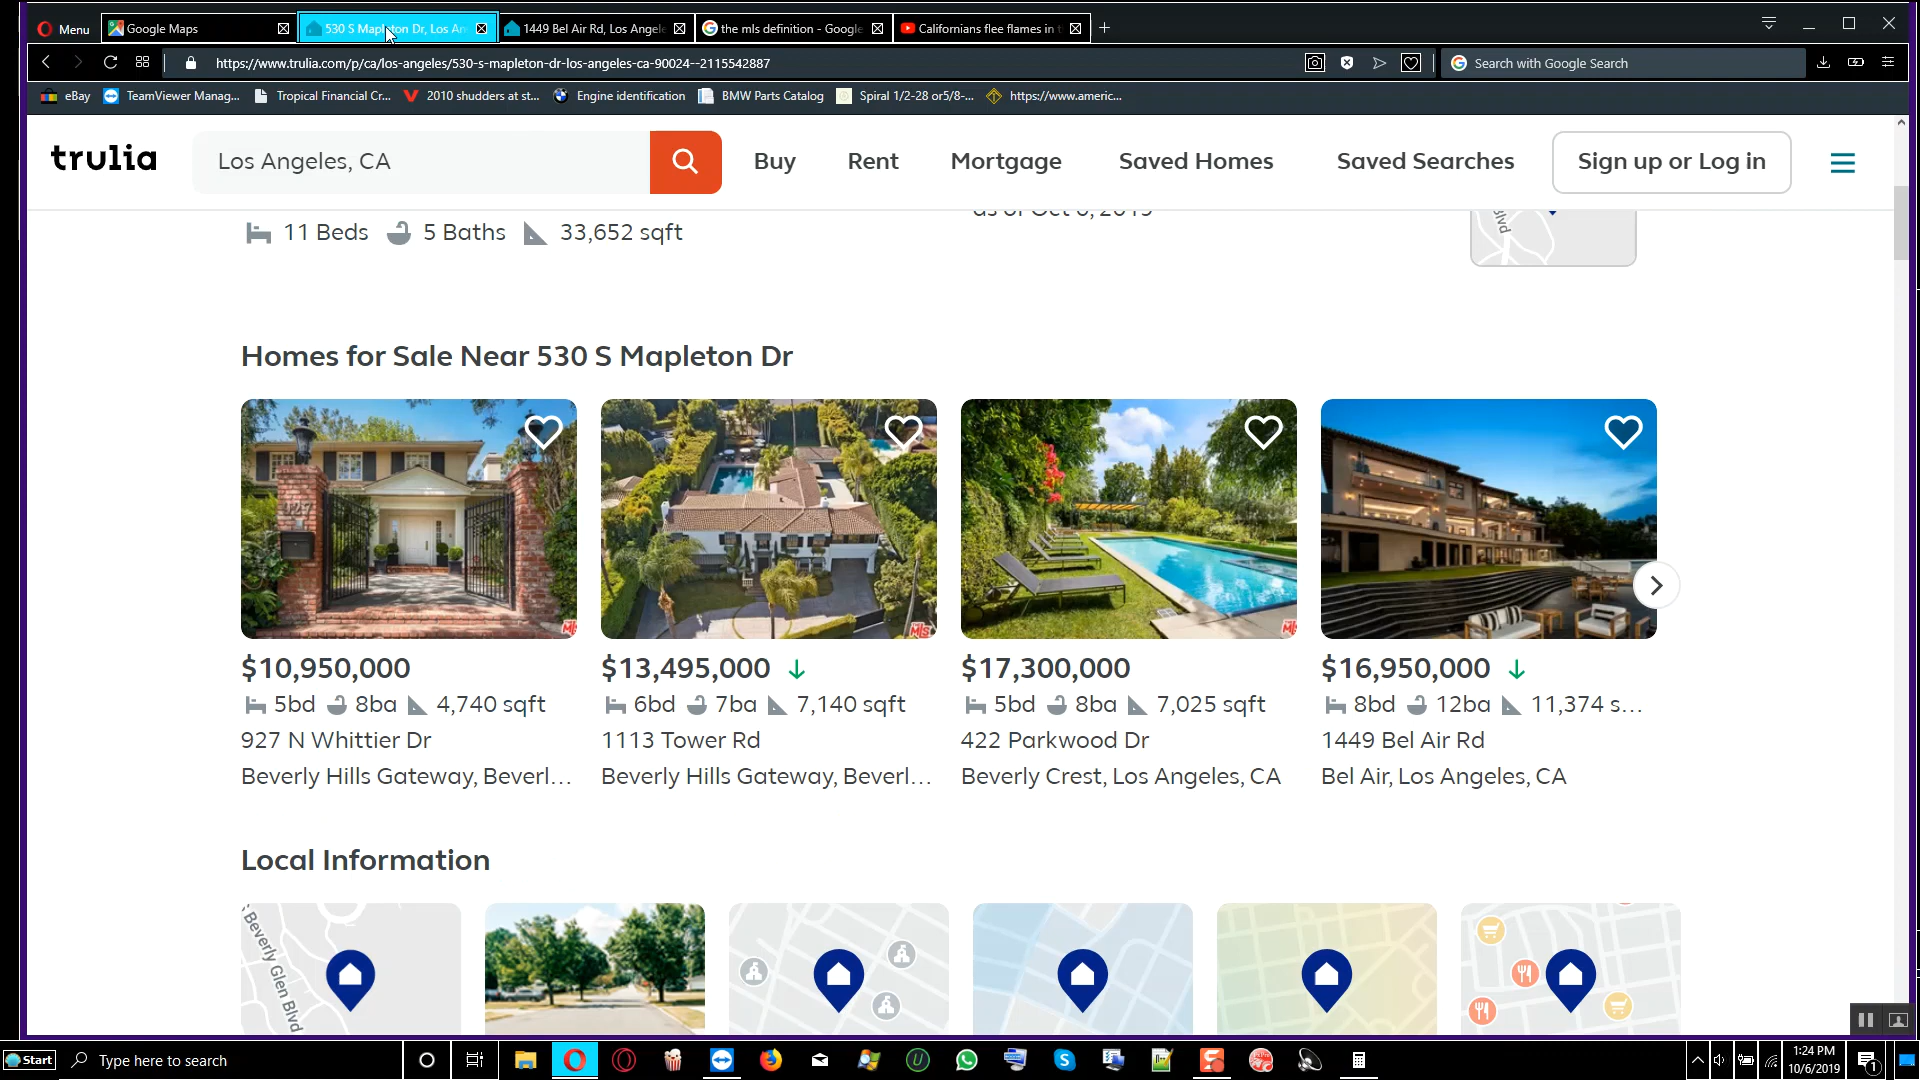 Menu
Google Maps
530 S Mapleton Dr, Los An
1449 Bel Air Rd, Los Angele
the mls definition - Google
Californians flee flames in t
https://www.trulia.com/p/ca/los-angeles/530-s-mapleton-dr-los-angeles-ca-90024--2115542887
Search with Google Search
eBay
TeamViewer Manag...
Tropical Financial Cr...
2010 shudders at st...
Engine identification
BMW Parts Catalog
Spiral 1/2-28 or5/8-...
https://www.americ...
trulia
Los Angeles, CA
Buy
Rent
Mortgage
Saved Homes
Saved Searches
Sign up or Log in
as of Oct 6, 2019
Blvd
11 Beds 5 Baths 33,652 sqft
Homes for Sale Near 530 S Mapleton Dr
$10,950,000
5bd 8ba 4,740 sqft
927 N Whittier Dr
Beverly Hills Gateway, Beverl...
$13,495,000
6bd 7ba 7,140 sqft
1113 Tower Rd
Beverly Hills Gateway, Beverl...
$17,300,000
5bd 8ba 7,025 sqft
422 Parkwood Dr
Beverly Crest, Los Angeles, CA
$16,950,000
8bd 12ba 11,374 s...
1449 Bel Air Rd
Bel Air, Los Angeles, CA
Local Information
S Beverly Glen Blvd
Start
Type here to search
1:24 PM
10/6/2019
1